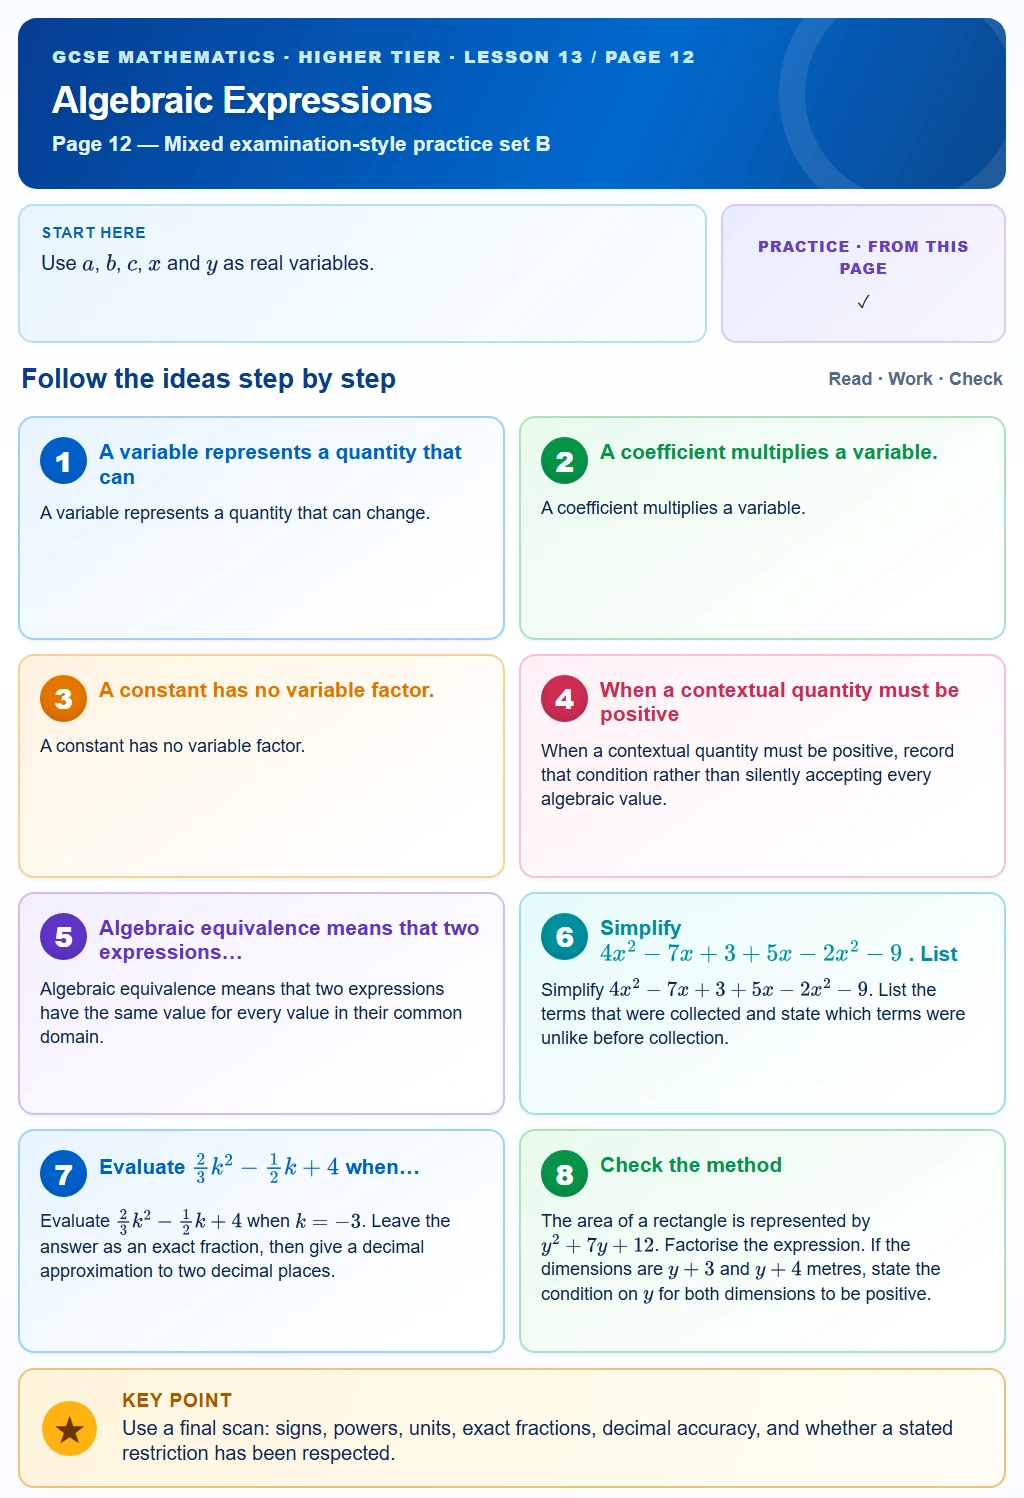 GCSE MATHEMATICS · HIGHER TIER · LESSON 13 / PAGE 12
Algebraic Expressions
Page 12 — Mixed examination-style practice set B
START HERE
Use a, b, c, x and y as real variables.
PRACTICE · FROM THIS
PAGE
✓
Follow the ideas step by step
Read · Work · Check
1
A variable represents a quantity that
can
A variable represents a quantity that can change.
2
A coefficient multiplies a variable.
A coefficient multiplies a variable.
3
A constant has no variable factor.
A constant has no variable factor.
4
When a contextual quantity must be
positive
When a contextual quantity must be positive, record
that condition rather than silently accepting every
algebraic value.
5
Algebraic equivalence means that two
expressions…
Algebraic equivalence means that two expressions
have the same value for every value in their common
domain.
6
Simplify
4x² − 7x + 3 + 5x − 2x² − 9 . List
Simplify 4x² − 7x + 3 + 5x − 2x² − 9. List the
terms that were collected and state which terms were
unlike before collection.
7
Evaluate 2/3 k² − 1/2 k + 4 when…
Evaluate 2/3 k² − 1/2 k + 4 when k = −3. Leave the
answer as an exact fraction, then give a decimal
approximation to two decimal places.
8
Check the method
The area of a rectangle is represented by
y² + 7y + 12. Factorise the expression. If the
dimensions are y + 3 and y + 4 metres, state the
condition on y for both dimensions to be positive.
★
KEY POINT
Use a final scan: signs, powers, units, exact fractions, decimal accuracy, and whether a stated
restriction has been respected.